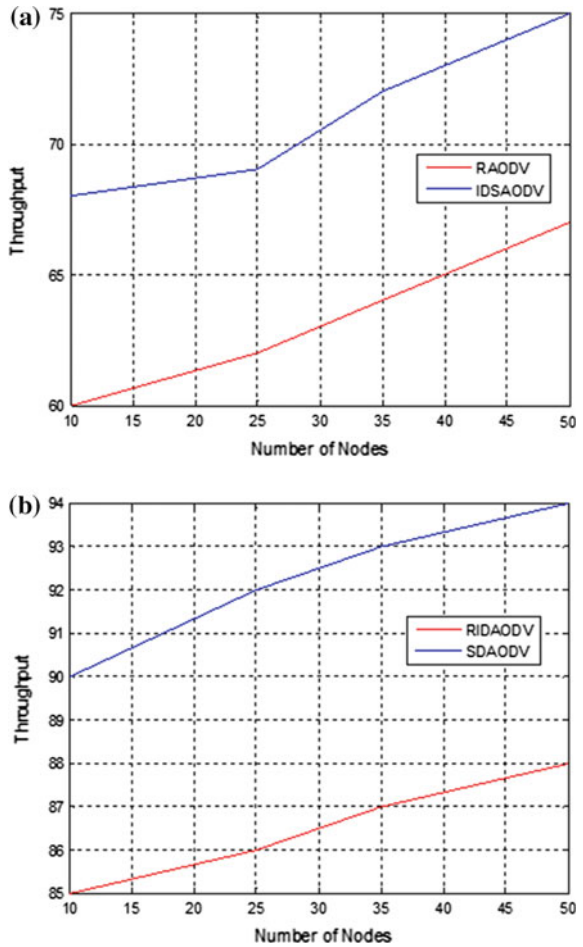 (a)
75
70
65
60
Throughput
RAODV
IDSAODV
10 15 20 25 30 35 40 45 50
Number of Nodes
(b)
94
93
92
91
90
89
88
87
86
85
Throughput
RIDAODV
SDAODV
10 15 20 25 30 35 40 45 50
Number of Nodes